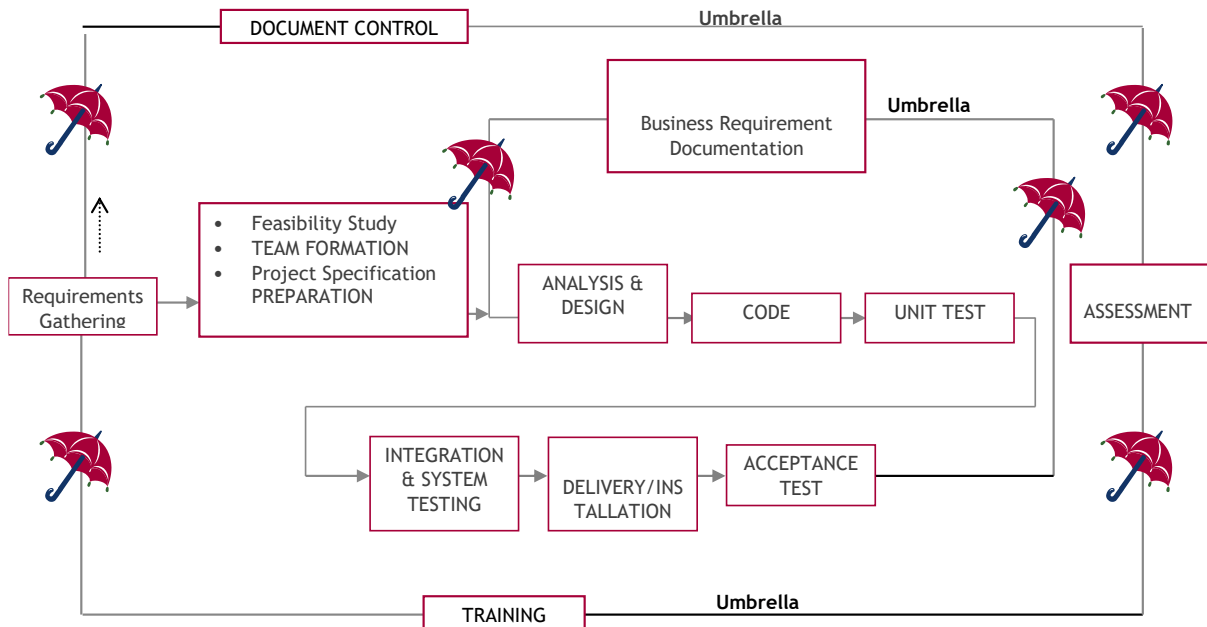 DOCUMENT CONTROL
Umbrella
Business Requirement
Documentation
Umbrella
• Feasibility Study
• TEAM FORMATION
• Project Specification
PREPARATION
Requirements
Gathering
ANALYSIS &
DESIGN
CODE
UNIT TEST
ASSESSMENT
INTEGRATION
& SYSTEM
TESTING
DELIVERY/INS
TALLATION
ACCEPTANCE
TEST
TRAINING
Umbrella